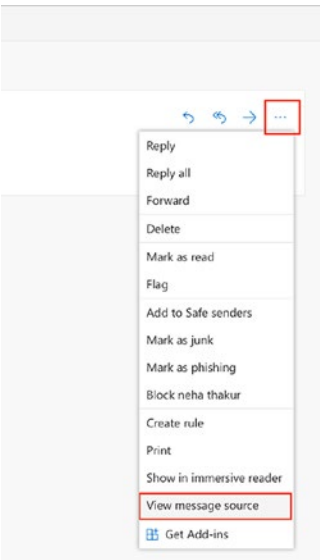 Reply
Reply all
Forward
Delete
Mark as read
Flag
Add to Safe senders
Mark as junk
Mark as phishing
Block neha thakur
Create rule
Print
Show in immersive reader
View message source
Get Add-ins